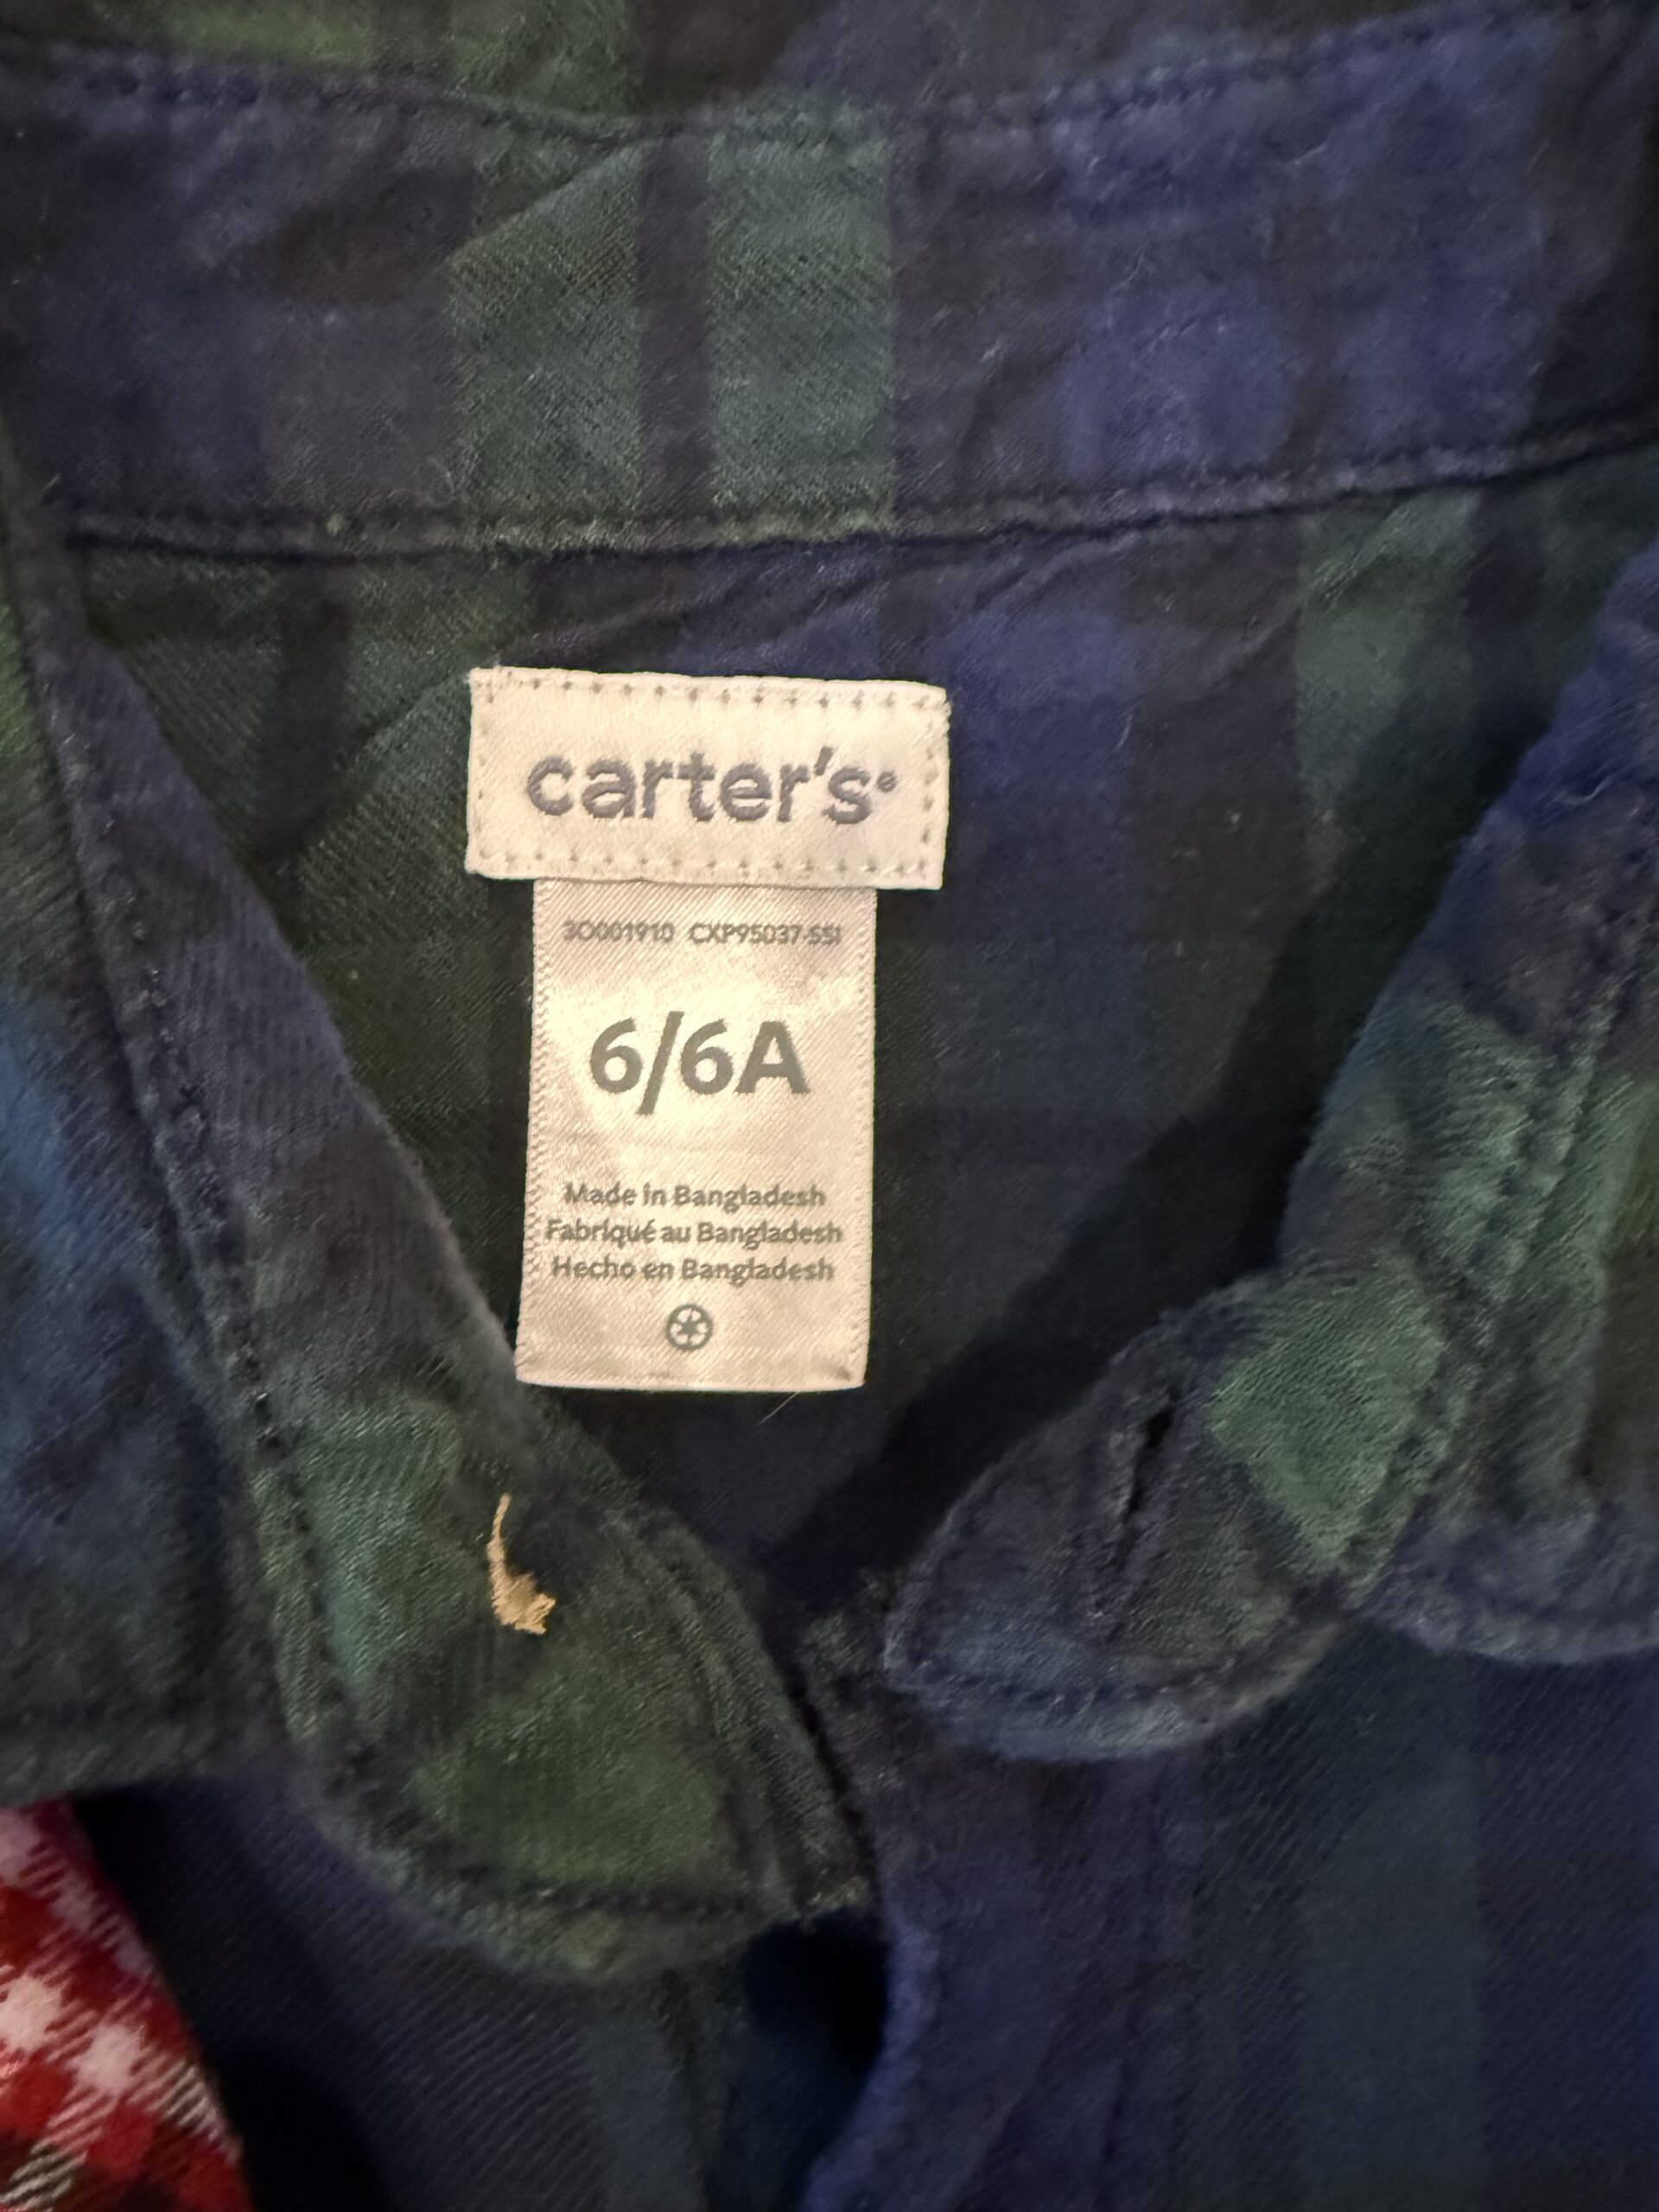 carter's®
3O001910 CXP95037-SSI
6/6A
Made in Bangladesh
Fabriqué au Bangladesh
Hecho en Bangladesh